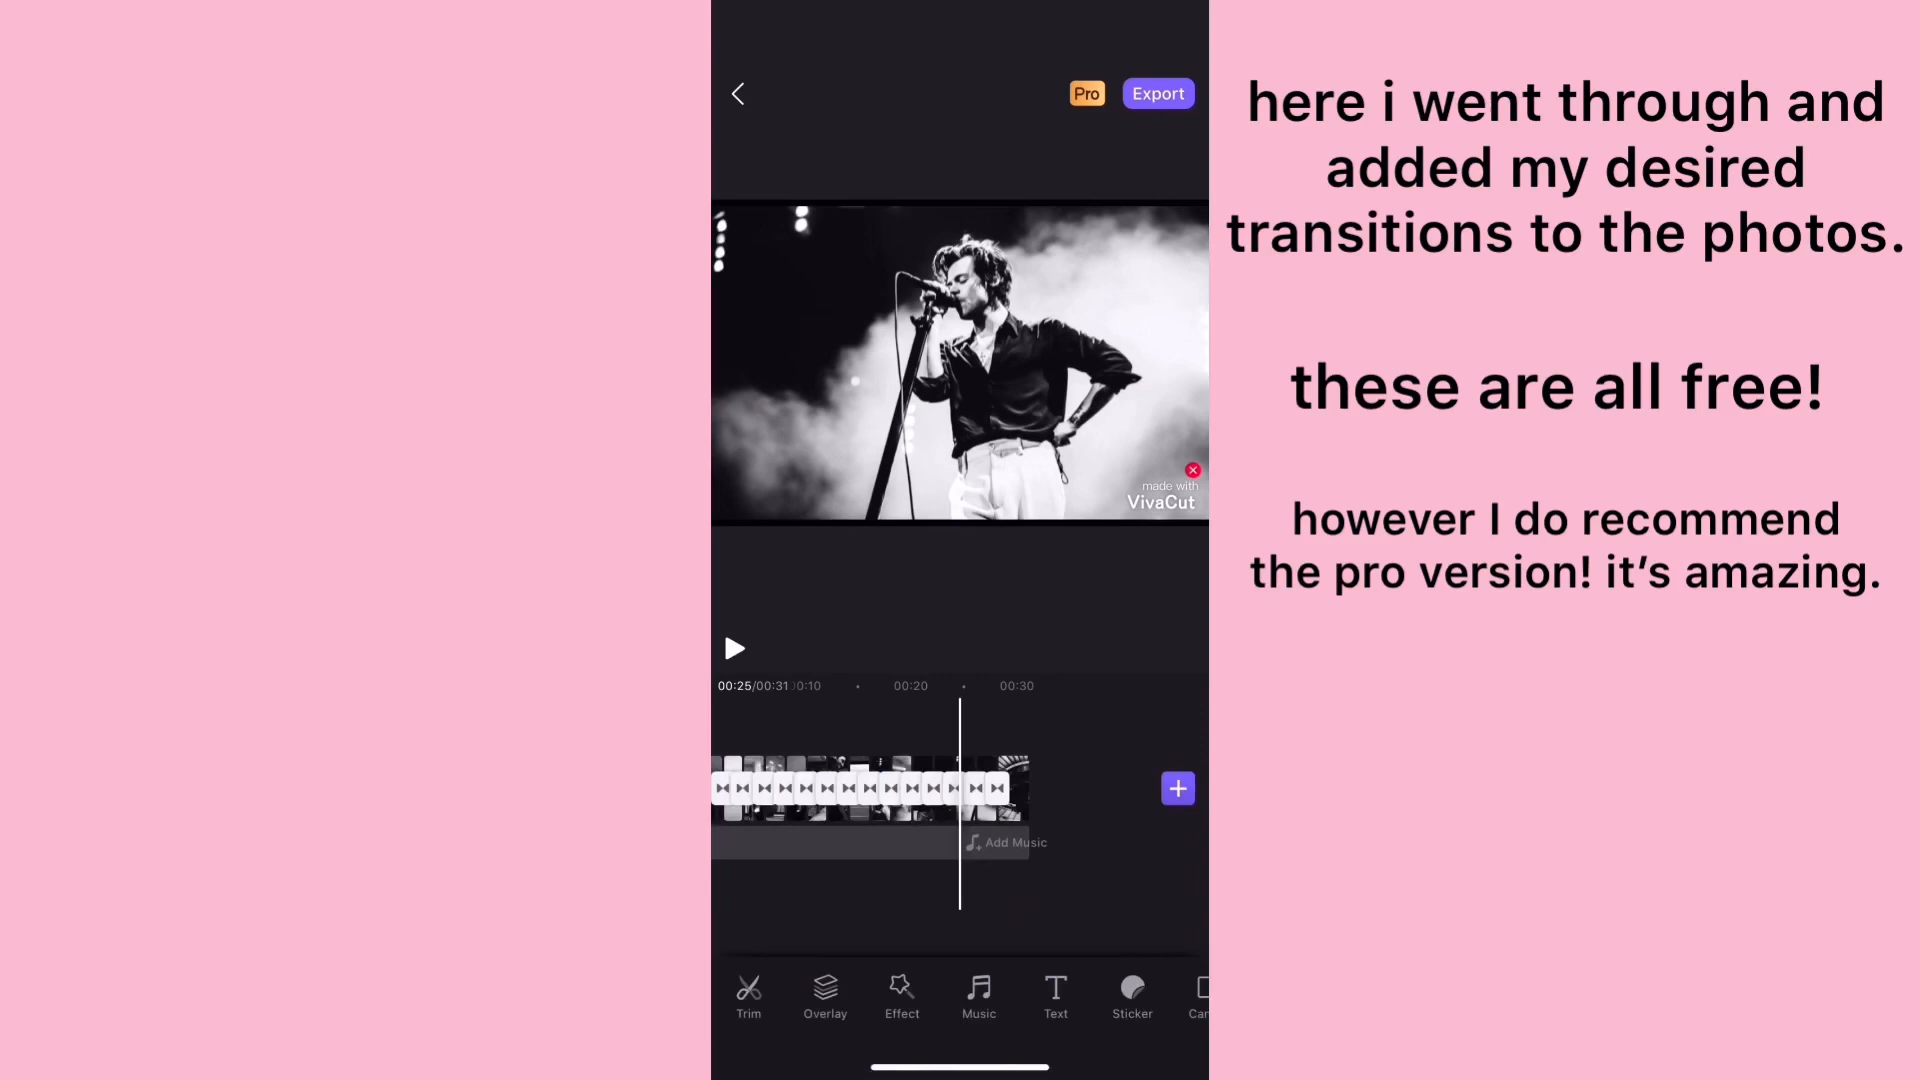 Pro
Export
here i went through and
added my desired
transitions to the photos.
these are all free!
however I do recommend
the pro version! it’s amazing.
made with
VivaCut
00:25/00:31
0:10
00:20
00:30
Add Music
Trim
Overlay
Effect
Music
Text
Sticker